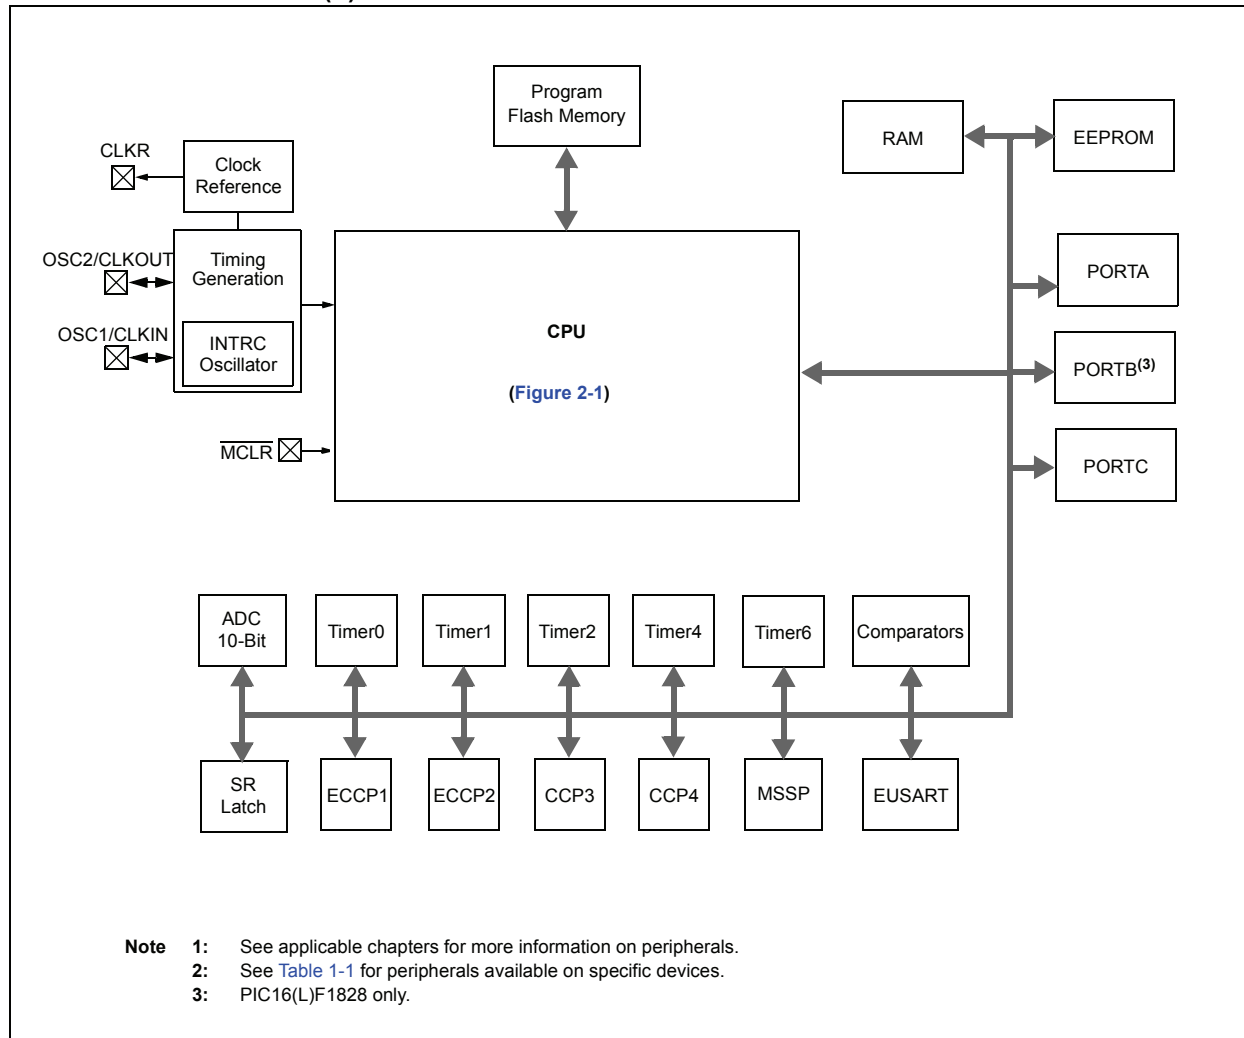 Program
Flash Memory
RAM
EEPROM
CLKR
Clock
Reference
OSC2/CLKOUT
Timing
Generation
PORTA
OSC1/CLKIN
INTRC
Oscillator
CPU
(Figure 2-1)
PORTB(3)
MCLR
PORTC
ADC
10-Bit
Timer0
Timer1
Timer2
Timer4
Timer6
Comparators
SR
Latch
ECCP1
ECCP2
CCP3
CCP4
MSSP
EUSART
Note 1: See applicable chapters for more information on peripherals.
2: See Table 1-1 for peripherals available on specific devices.
3: PIC16(L)F1828 only.